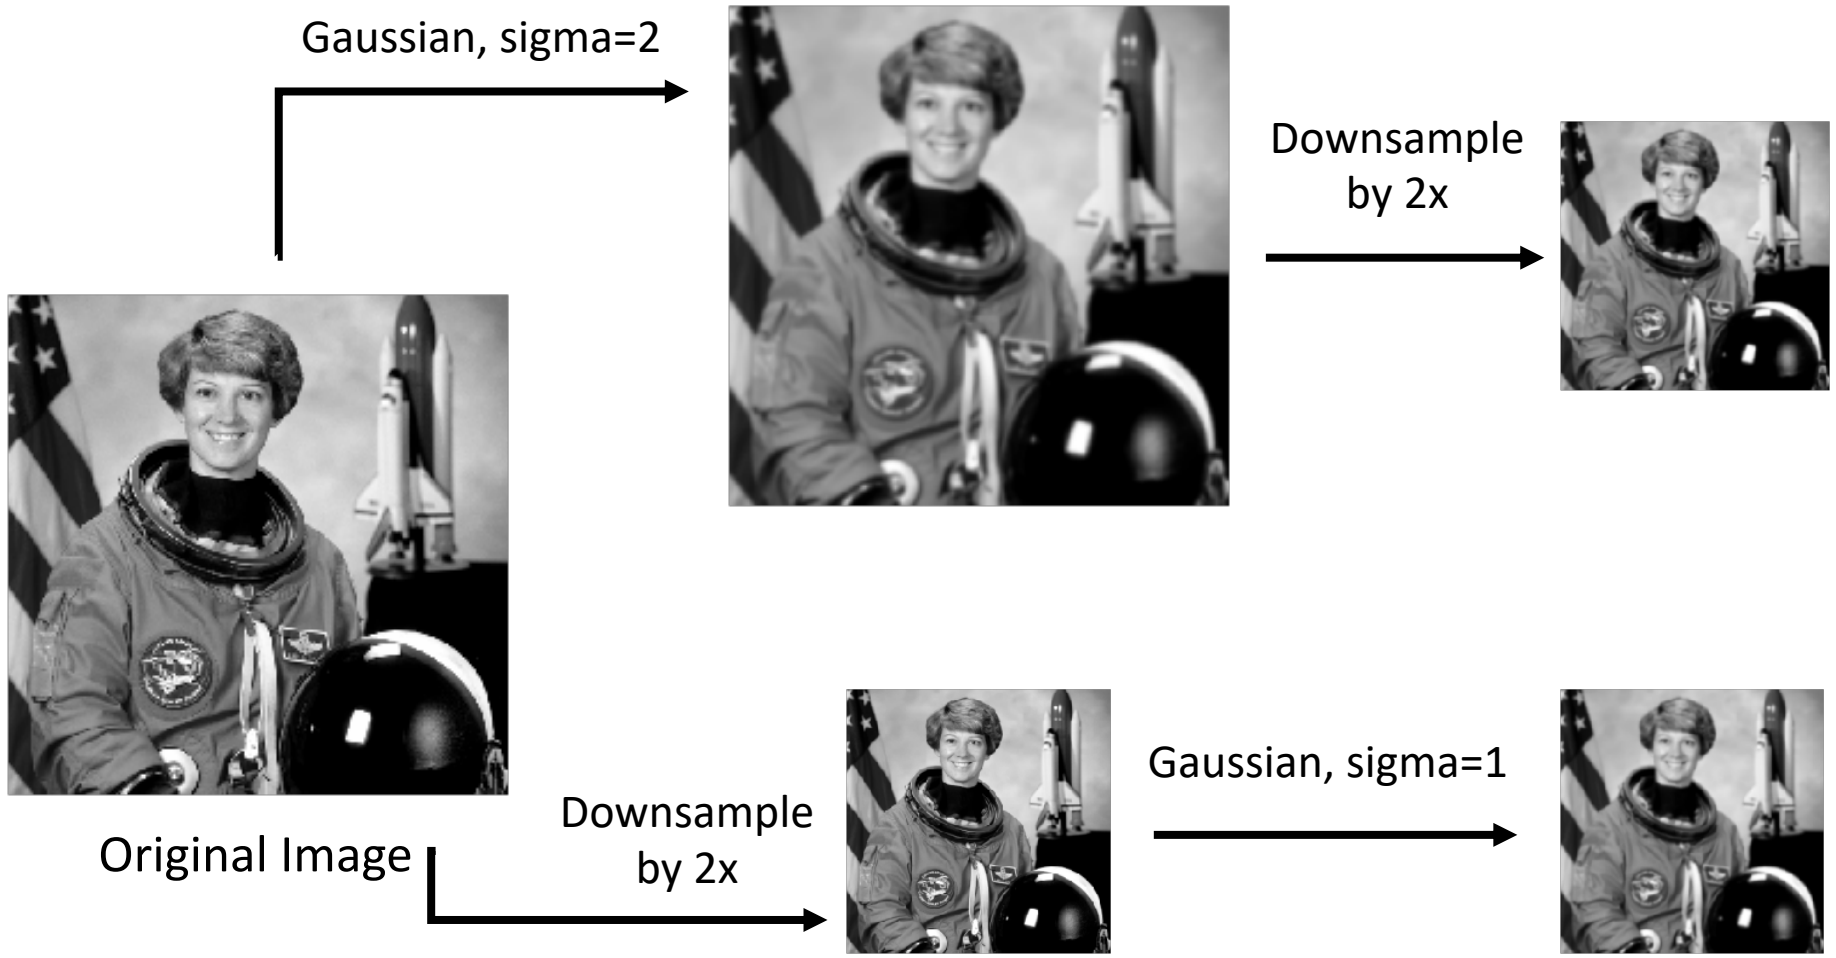 Gaussian, sigma=2
Downsample
by 2x
Original Image
Downsample
by 2x
Gaussian, sigma=1